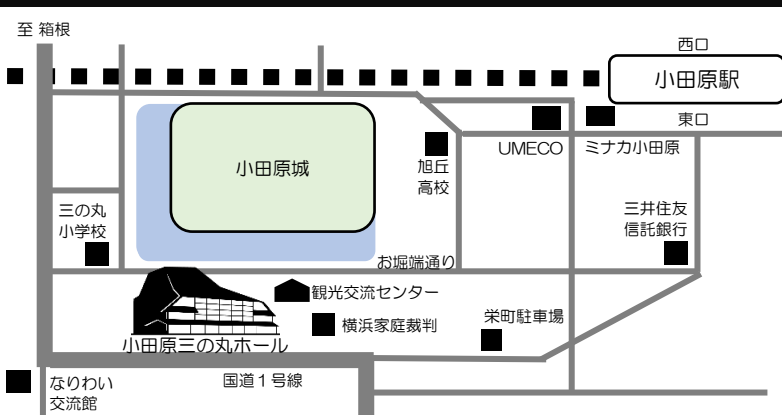 至 箱根
西口
小田原駅
東口
UMECO
ミナカ小田原
小田原城
旭丘
高校
三の丸
小学校
三井住友
信託銀行
お堀端通り
観光交流センター
横浜家庭裁判
栄町駐車場
小田原三の丸ホール
国道１号線
なりわい
交流館